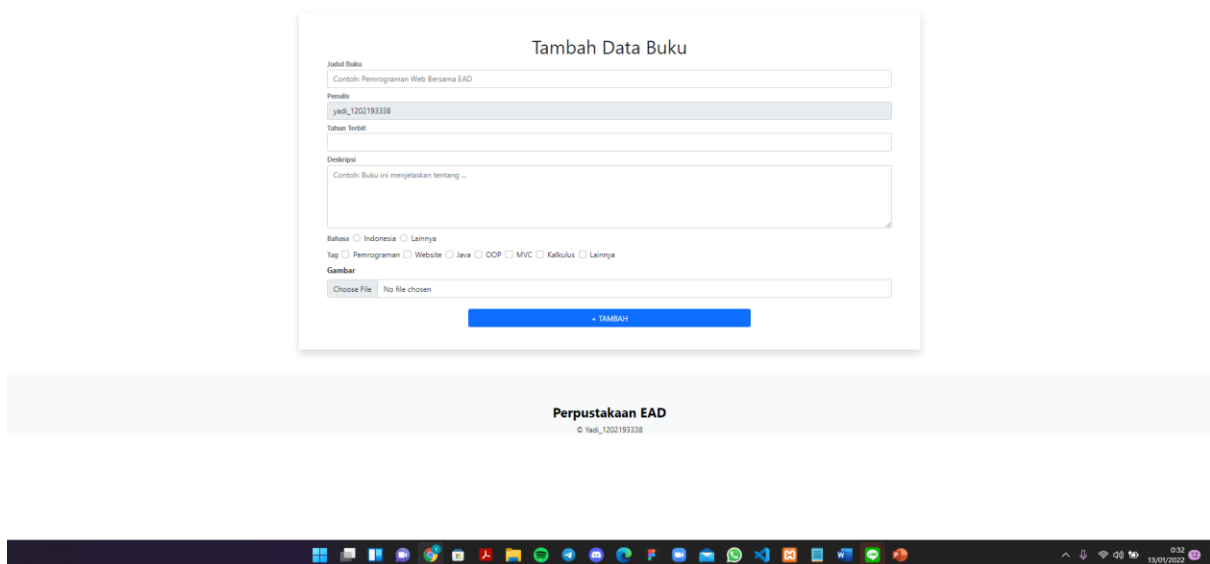 Tambah Data Buku
Judul Buku
Contoh: Pemrograman Web Bersama EAD
Penulis
yadi_1202193338
Tahun Terbit
Deskripsi
Contoh: Buku ini menjelaskan tentang ...
Bahasa Indonesia Lainnya
Tag Pemrograman Website Java OOP MVC Kalkulus Lainnya
Gambar
Choose File No file chosen
+ TAMBAH
Perpustakaan EAD
© Yadi_1202193338
0:32
13/01/2022
12